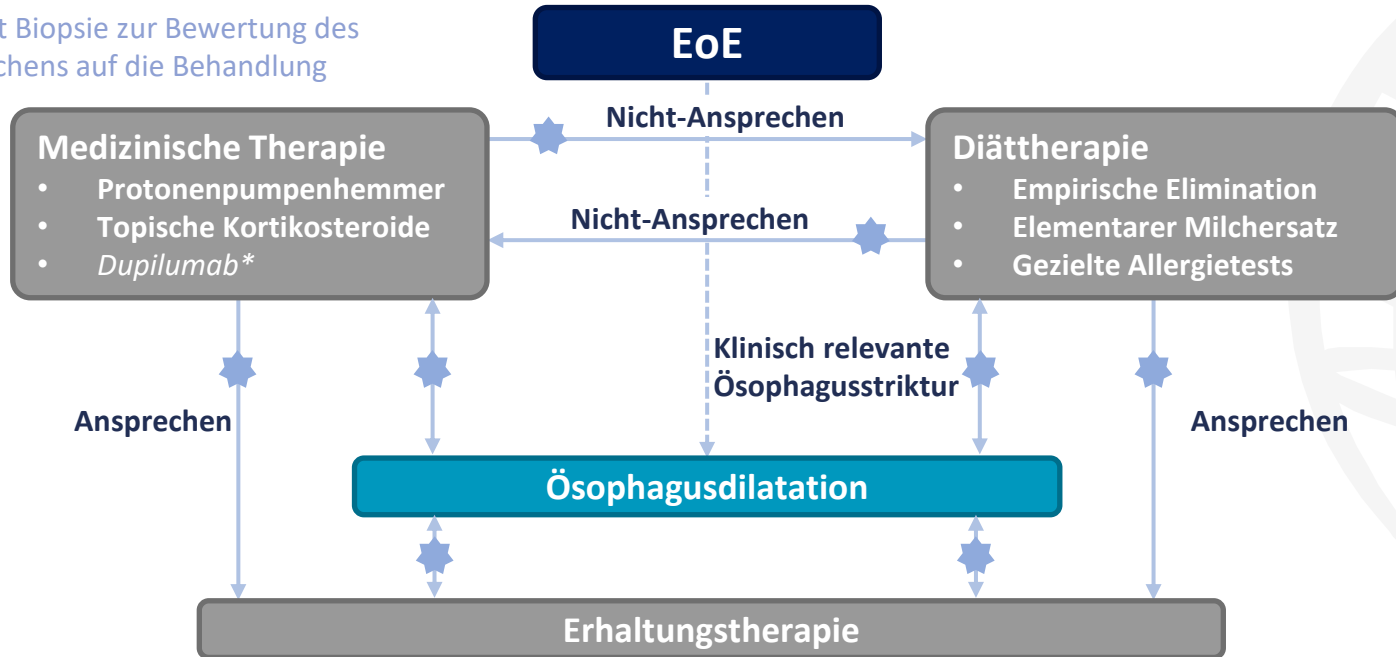 t Biopsie zur Bewertung des
chens auf die Behandlung
EoE
Nicht-Ansprechen
Medizinische Therapie
• Protonenpumpenhemmer
• Topische Kortikosteroide
• Dupilumab*
Diättherapie
• Empirische Elimination
• Elementarer Milchersatz
• Gezielte Allergietests
Nicht-Ansprechen
Klinisch relevante
Ösophagusstriktur
Ansprechen
Ansprechen
Ösophagusdilatation
Erhaltungstherapie